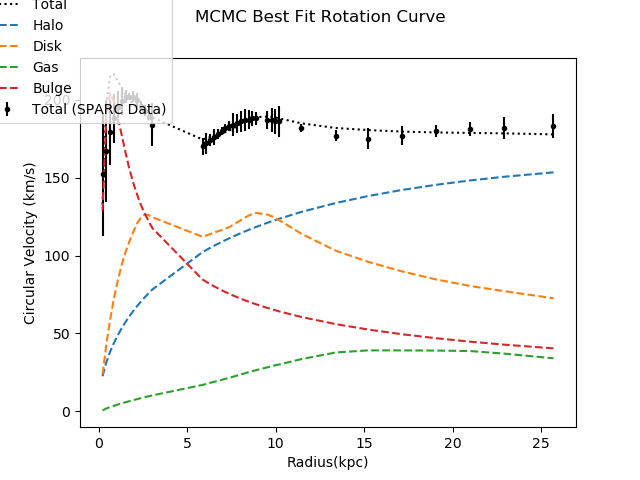 MCMC Best Fit Rotation Curve
Total
Halo
Disk
Gas
Bulge
Total (SPARC Data)
200
150
100
50
0
Circular Velocity (km/s)
0 5 10 15 20 25
Radius(kpc)